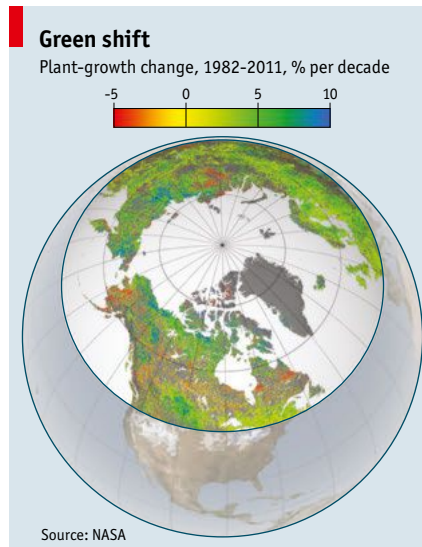 Green shift
Plant-growth change, 1982-2011, % per decade
-5 0 5 10
Source: NASA